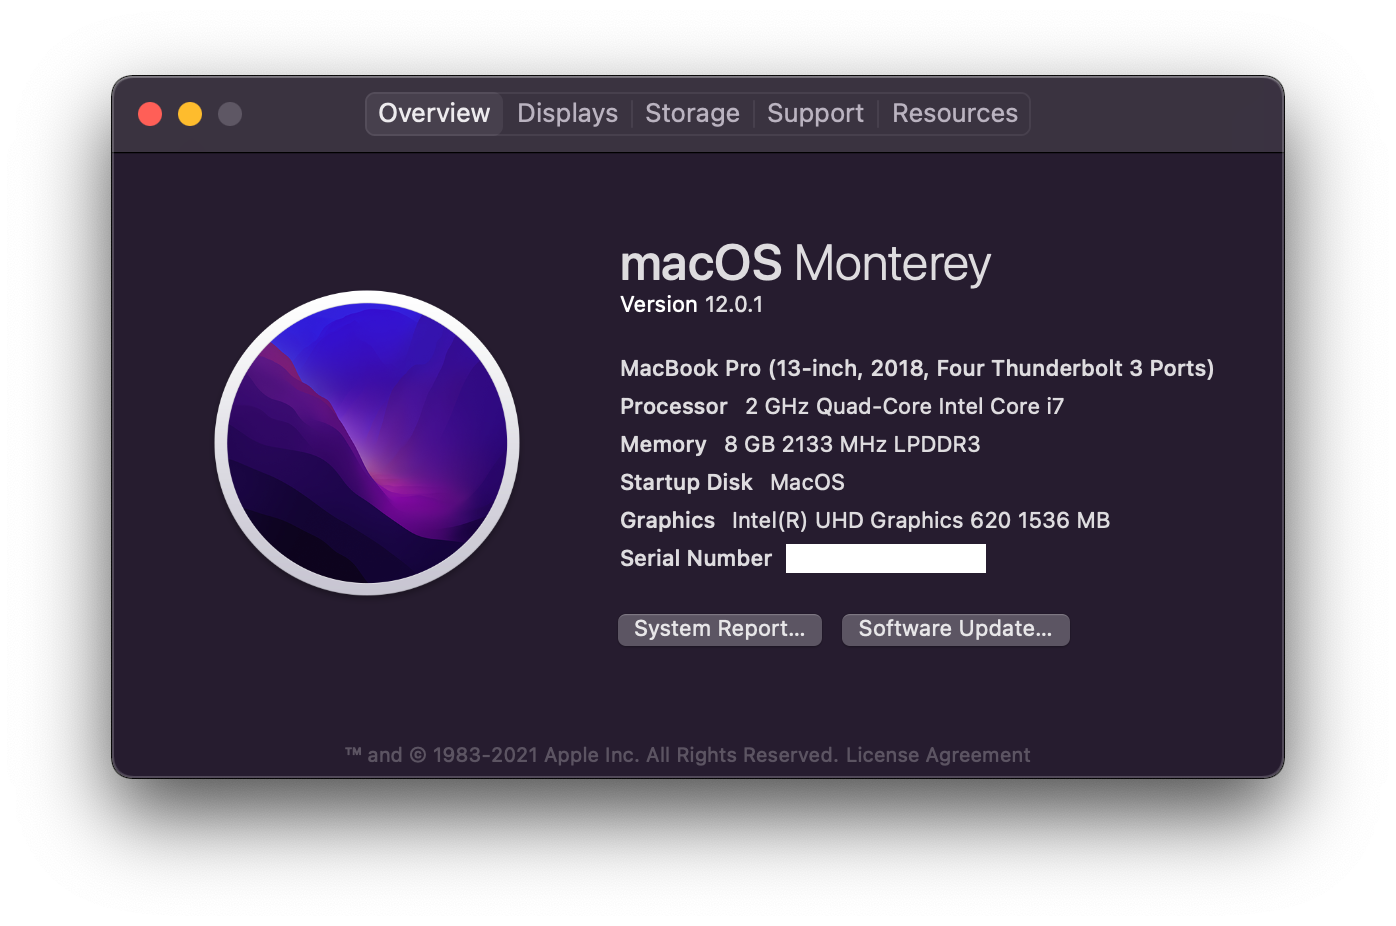 Overview Displays Storage Support Resources
macOS Monterey
Version 12.0.1
MacBook Pro (13-inch, 2018, Four Thunderbolt 3 Ports)
Processor 2 GHz Quad-Core Intel Core i7
Memory 8 GB 2133 MHz LPDDR3
Startup Disk MacOS
Graphics Intel(R) UHD Graphics 620 1536 MB
Serial Number
System Report... Software Update...
™ and © 1983-2021 Apple Inc. All Rights Reserved. License Agreement